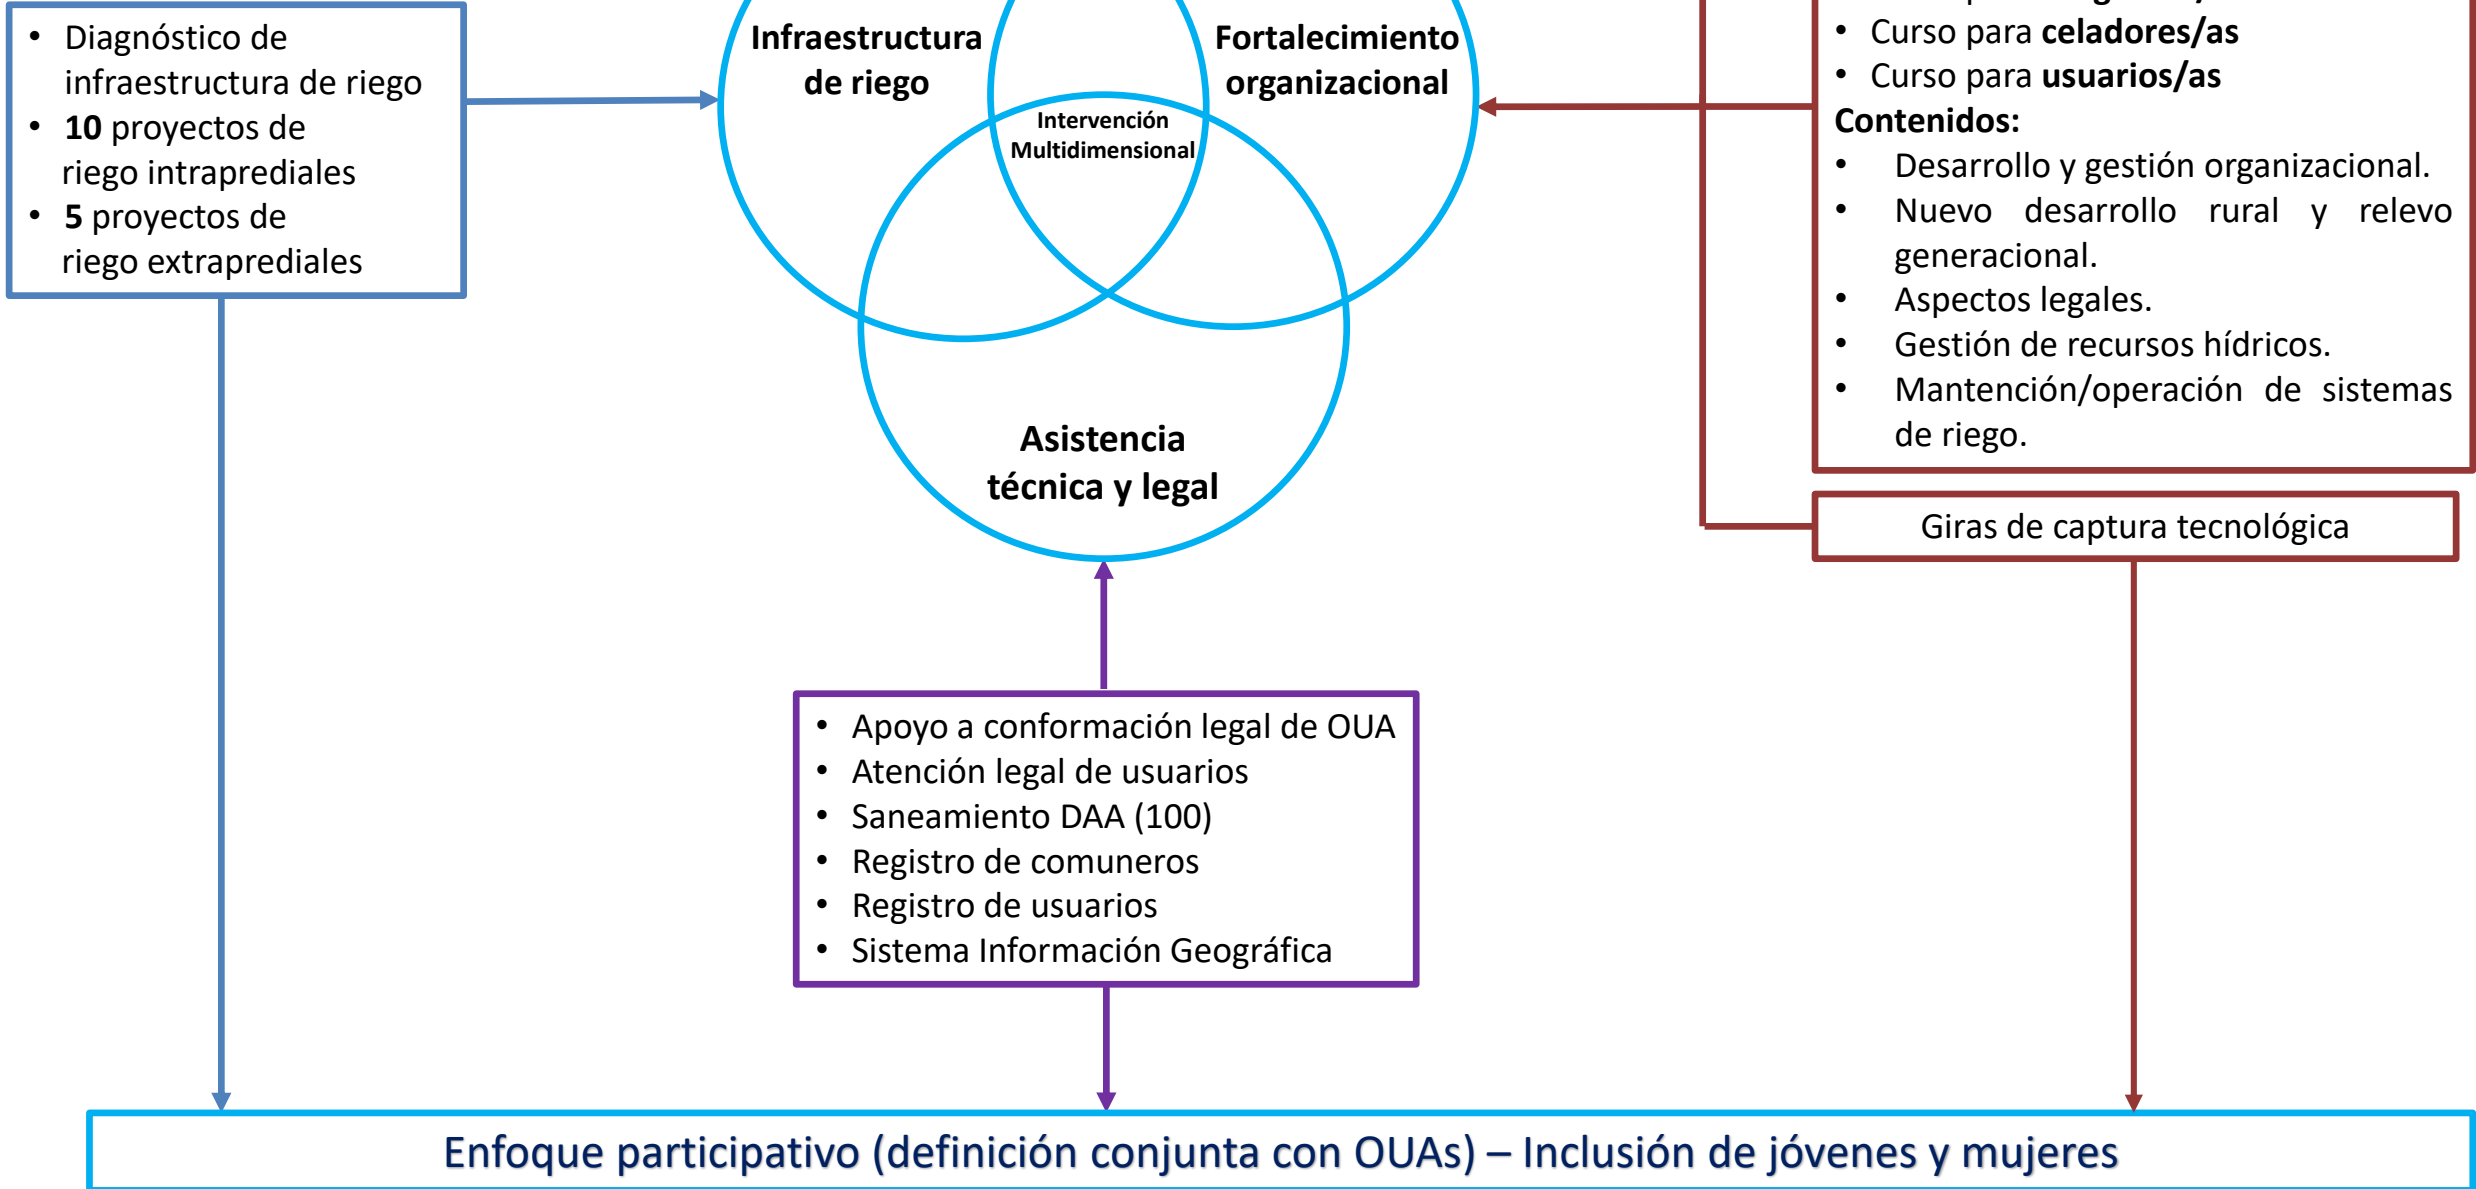 • Diagnóstico de
infraestructura de riego
• 10 proyectos de
riego intraprediales
• 5 proyectos de
riego extraprediales
Infraestructura
de riego
Fortalecimiento
organizacional
Intervención
Multidimensional
Asistencia
técnica y legal
• Curso para celadores/as
• Curso para usuarios/as
Contenidos:
• Desarrollo y gestión organizacional.
• Nuevo desarrollo rural y relevo
generacional.
• Aspectos legales.
• Gestión de recursos hídricos.
• Mantención/operación de sistemas
de riego.
Giras de captura tecnológica
• Apoyo a conformación legal de OUA
• Atención legal de usuarios
• Saneamiento DAA (100)
• Registro de comuneros
• Registro de usuarios
• Sistema Información Geográfica
Enfoque participativo (definición conjunta con OUAs) – Inclusión de jóvenes y mujeres